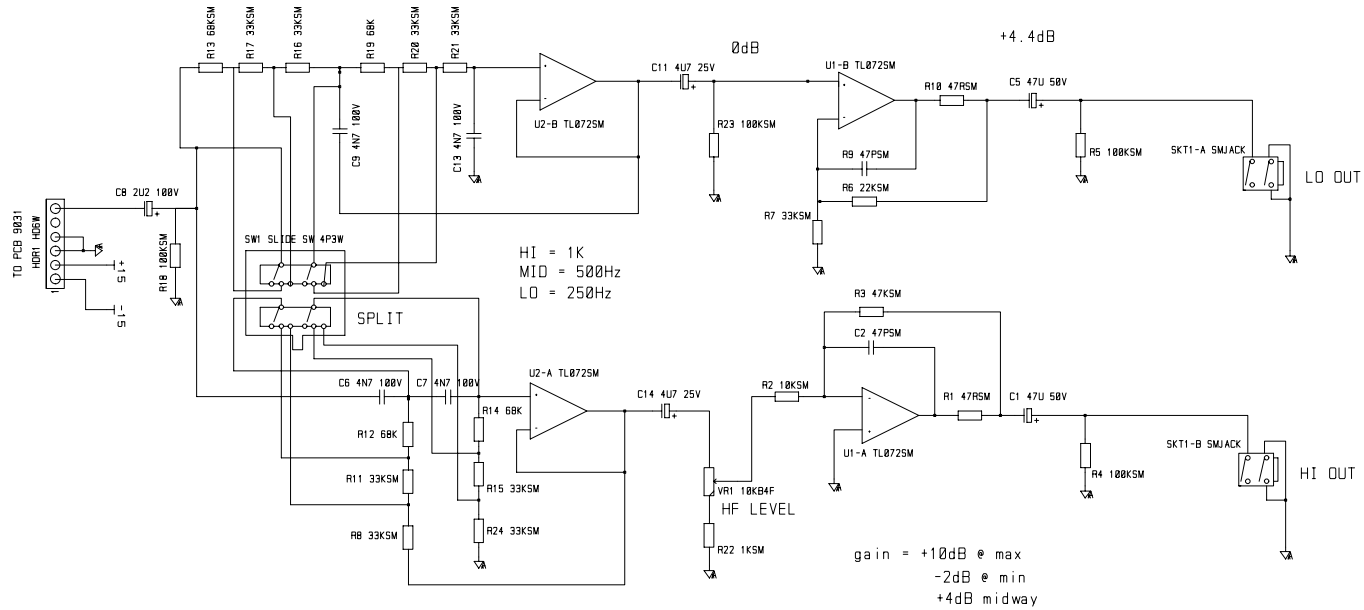 R13 68KSM
R17 33KSM
R16 33KSM
R19 68K
R20 33KSM
R21 33KSM
0dB
+4.4dB
C11 4U7 25V
U1-B TL072SM
R10 47RSM
C5 47U 50V
U2-B TL072SM
C9 4N7 100V
C13 4N7 100V
R23 100KSM
R9 47PSM
R6 22KSM
R7 33KSM
R5 100KSM
SKT1-A SMJACK
LO OUT
C8 2U2 100V
TO PCB 9031
HDR1 HD6W
1
R18 100KSM
+15
-15
SW1 SLIDE SW 4P3W
SPLIT
HI = 1K
MID = 500Hz
LO = 250Hz
R3 47KSM
C2 47PSM
C6 4N7 100V
C7 4N7 100V
U2-A TL072SM
C14 4U7 25V
R2 10KSM
R1 47RSM
C1 47U 50V
U1-A TL072SM
R12 68K
R14 68K
R11 33KSM
R15 33KSM
R8 33KSM
R24 33KSM
VR1 10KB4F
HF LEVEL
R22 1KSM
R4 100KSM
SKT1-B SMJACK
HI OUT
gain = +10dB @ max
-2dB @ min
+4dB midway